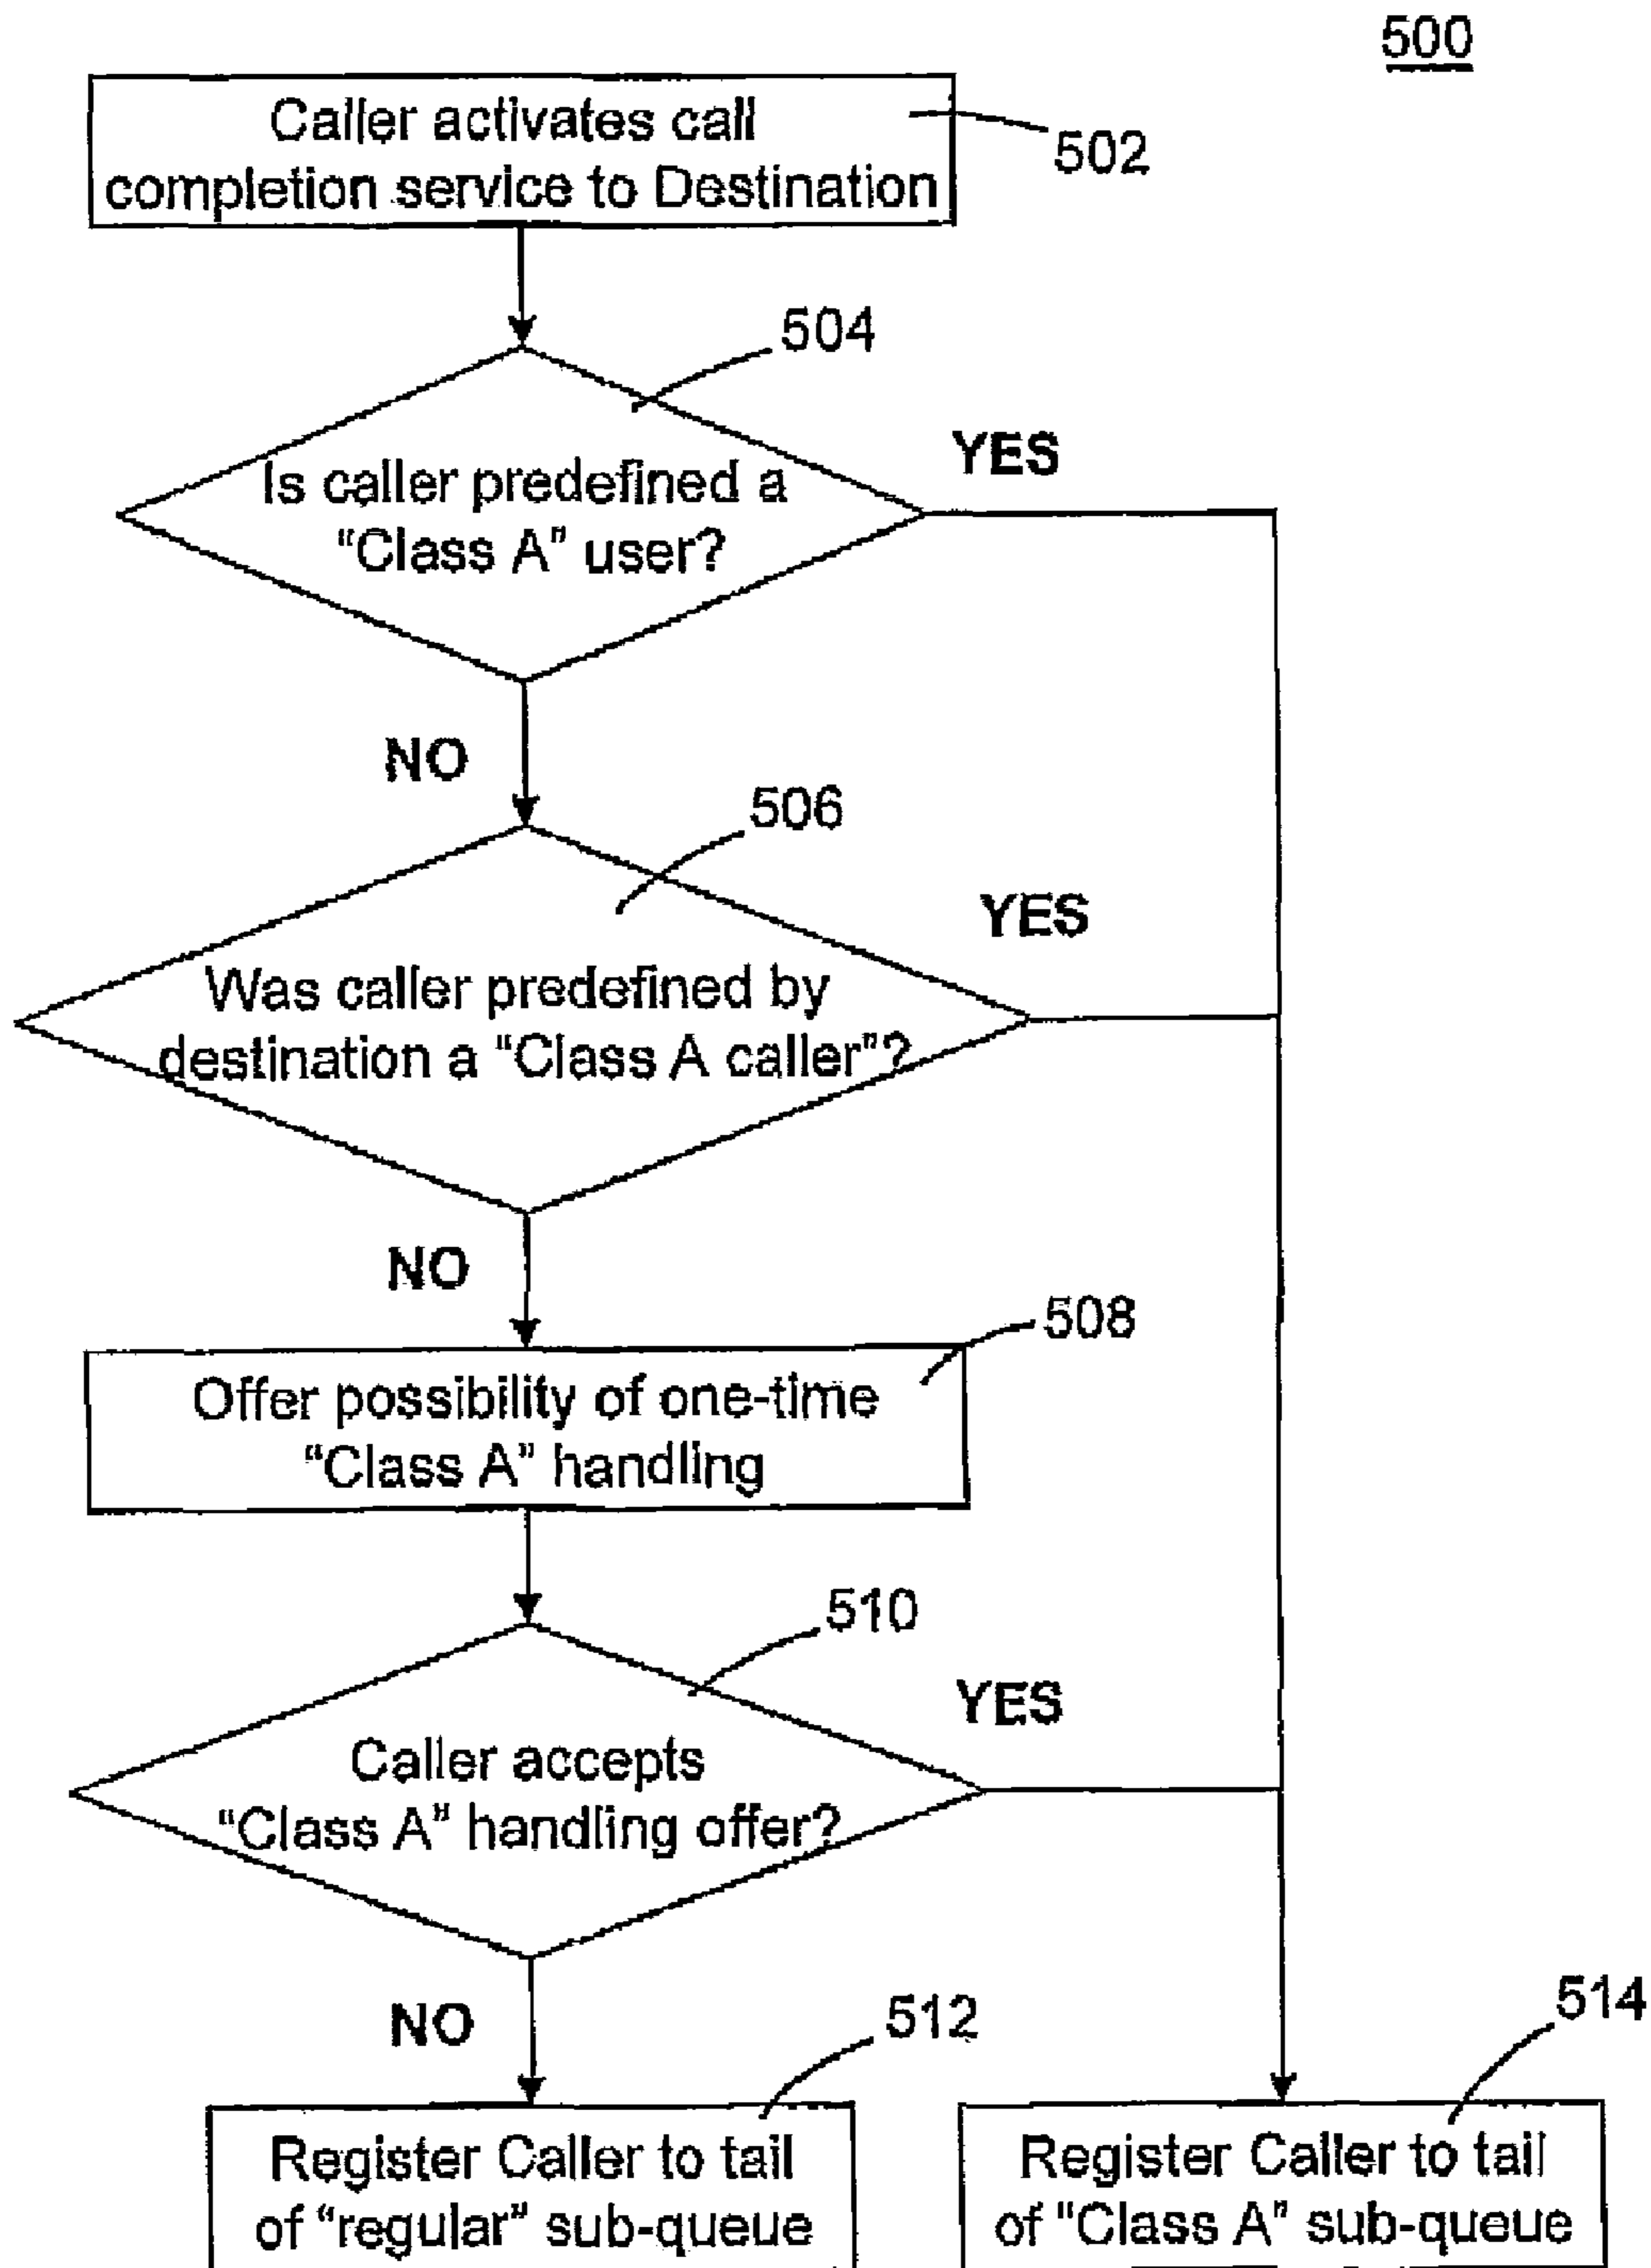 500
Caller activates call
completion service to Destination
502
504
Is caller predefined a
"Class A" user?
YES
NO
506
Was caller predefined by
destination a "Class A caller"?
YES
NO
508
Offer possibility of one-time
"Class A" handling
510
Caller accepts
"Class A" handling offer?
YES
NO
512
Register Caller to tail
of "regular" sub-queue
514
Register Caller to tail
of "Class A" sub-queue